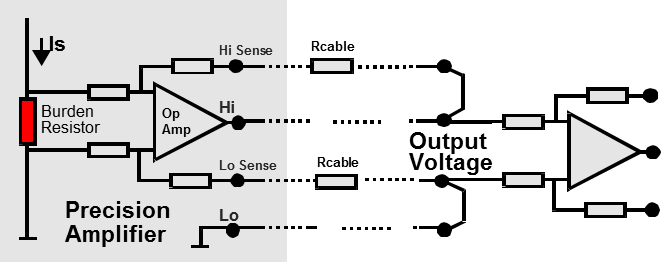 Is
Hi Sense
Rcable
Burden
Resistor
Op
Amp
Hi
Output
Voltage
Lo Sense
Rcable
Precision
Amplifier
Lo